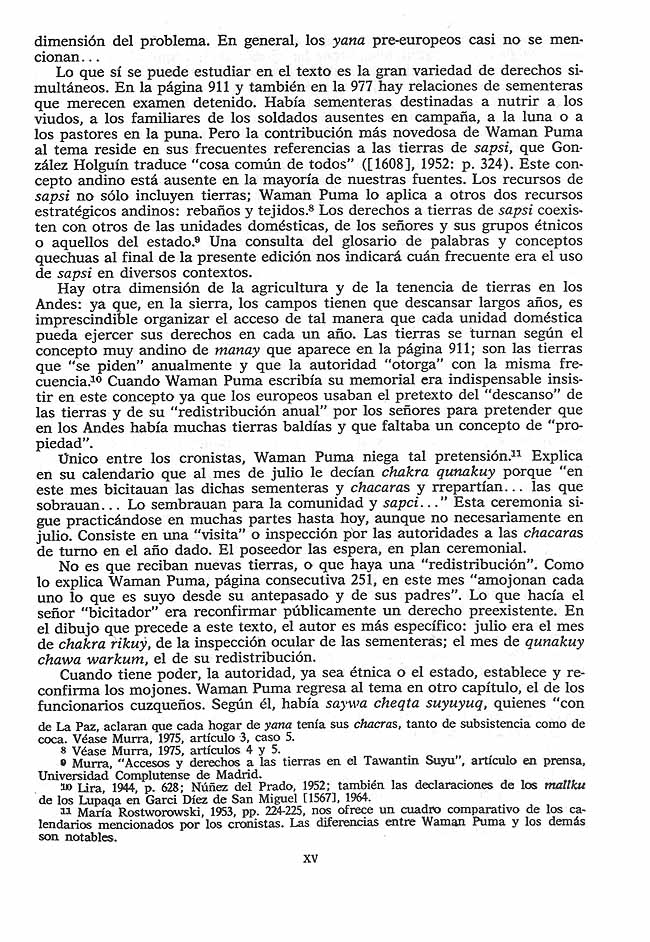 dimensión del problema. En general, los yana pre-europeos casi no se men-
cionan...
Lo que sí se puede estudiar en el texto es la gran variedad de derechos si-
multáneos. En la página 911 y también en la 977 hay relaciones de sementeras
que merecen examen detenido. Había sementeras destinadas a nutrir a los
viudos, a los familiares de los soldados ausentes en campaña, a la luna o a
los pastores en la puna. Pero la contribución más novedosa de Waman Puma
al tema reside en sus frecuentes referencias a las tierras de sapsi, que Gon-
zález Holguín traduce "cosa común de todos" ([1608], 1952: p. 324). Este con-
cepto andino está ausente en la mayoría de nuestras fuentes. Los recursos de
sapsi no sólo incluyen tierras; Waman Puma lo aplica a otros dos recursos
estratégicos andinos: rebaños y tejidos.⁸ Los derechos a tierras de sapsi coexis-
ten con otros de las unidades domésticas, de los señores y sus grupos étnicos
o aquellos del estado.⁹ Una consulta del glosario de palabras y conceptos
quechuas al final de la presente edición nos indicará cuán frecuente era el uso
de sapsi en diversos contextos.
Hay otra dimensión de la agricultura y de la tenencia de tierras en los
Andes: ya que, en la sierra, los campos tienen que descansar largos años, es
imprescindible organizar el acceso de tal manera que cada unidad doméstica
pueda ejercer sus derechos en cada un año. Las tierras se turnan según el
concepto muy andino de manay que aparece en la página 911; son las tierras
que "se piden" anualmente y que la autoridad "otorga" con la misma fre-
cuencia.¹⁰ Cuando Waman Puma escribía su memorial era indispensable insis-
tir en este concepto ya que los europeos usaban el pretexto del "descanso" de
las tierras y de su "redistribución anual" por los señores para pretender que
en los Andes había muchas tierras baldías y que faltaba un concepto de "pro-
piedad".
Unico entre los cronistas, Waman Puma niega tal pretensión.¹¹ Explica
en su calendario que al mes de julio le decían chakra qunakuy porque "en
este mes bicitauan las dichas sementeras y chacaras y rrepartían... las que
sobrauan... Lo sembrauan para la comunidad y sapci..." Esta ceremonia si-
gue practicándose en muchas partes hasta hoy, aunque no necesariamente en
julio. Consiste en una "visita" o inspección por las autoridades a las chacaras
de turno en el año dado. El poseedor las espera, en plan ceremonial.
No es que reciban nuevas tierras, o que haya una "redistribución". Como
lo explica Waman Puma, página consecutiva 251, en este mes "amojonan cada
uno lo que es suyo desde su antepasado y de sus padres". Lo que hacía el
señor "bicitador" era reconfirmar públicamente un derecho preexistente. En
el dibujo que precede a este texto, el autor es más específico: julio era el mes
de chakra rikuy, de la inspección ocular de las sementeras; el mes de qunakuy
chawa warkum, el de su redistribución.
Cuando tiene poder, la autoridad, ya sea étnica o el estado, establece y re-
confirma los mojones. Waman Puma regresa al tema en otro capítulo, el de los
funcionarios cuzqueños. Según él, había saywa cheqta suyuyuq, quienes "con
de La Paz, aclaran que cada hogar de yana tenía sus chacras, tanto de subsistencia como de
coca. Véase Murra, 1975, artículo 3, caso 5.
⁸ Véase Murra, 1975, artículos 4 y 5.
⁹ Murra, "Accesos y derechos a las tierras en el Tawantin Suyu", artículo en prensa,
Universidad Complutense de Madrid.
¹⁰ Lira, 1944, p. 628; Núñez del Prado, 1952; también las declaraciones de los mallku
de los Lupaqa en Garci Díez de San Miguel [1567], 1964.
¹¹ María Rostworowski, 1953, pp. 224-225, nos ofrece un cuadro comparativo de los ca-
lendarios mencionados por los cronistas. Las diferencias entre Waman Puma y los demás
son notables.
XV